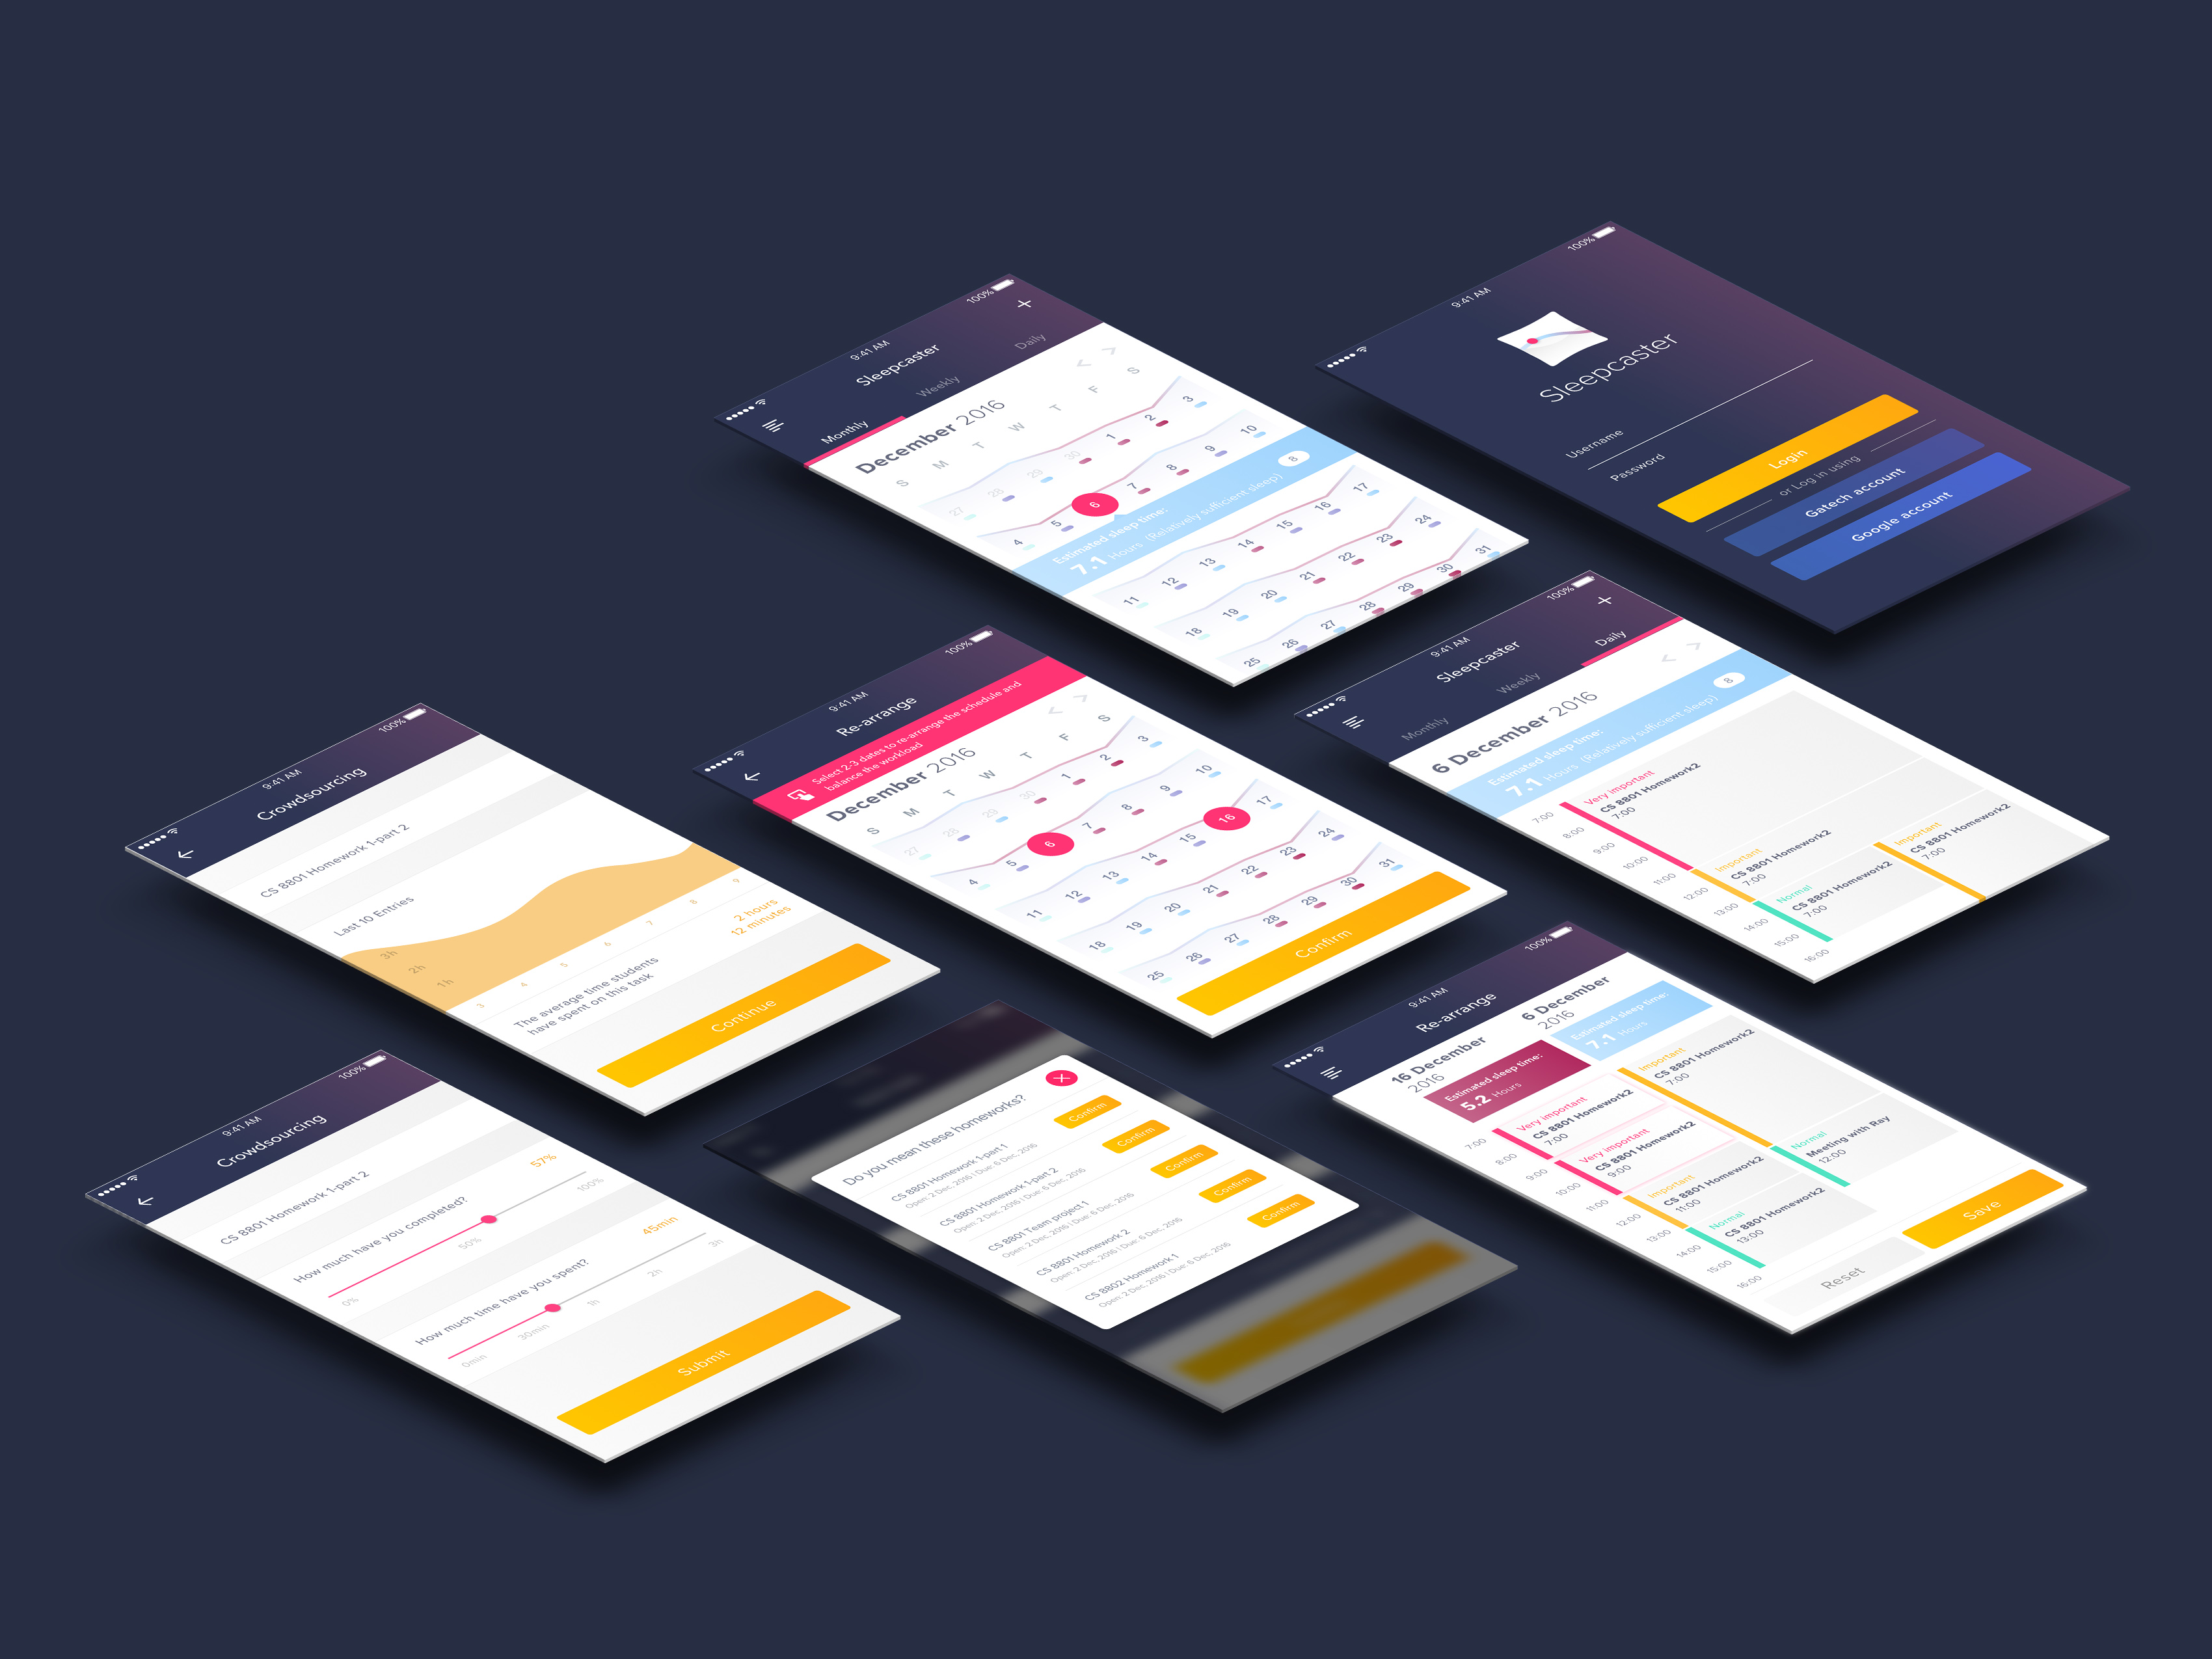 9:41 AM
100%
Sleepcaster
Monthly
Weekly
Daily
December 2016
< >
S M T W T F S
27 28 29 30 1 2 3
4 5 6 7 8 9 10
Estimated sleep time:
7.1 Hours (Relatively sufficient sleep)
8
11 12 13 14 15 16 17
18 19 20 21 22 23 24
25 26 27 28 29 30 31
9:41 AM
100%
Sleepcaster
Username
Password
Login
or Log in using
Gatech account
Google account
9:41 AM
100%
Crowdsourcing
CS 8801 Homework 1-part 2
Last 10 Entries
3h
2h
1h
3 4 5 6 7 8 9
The average time students
have spent on this task
2 hours
12 minutes
Continue
9:41 AM
100%
Re-arrange
Select 2-3 dates to re-arrange the schedule and
balance the workload
December 2016
< >
S M T W T F S
27 28 29 30 1 2 3
4 5 6 7 8 9 10
11 12 13 14 15 16 17
18 19 20 21 22 23 24
25 26 27 28 29 30 31
Confirm
9:41 AM
100%
Sleepcaster
Monthly
Weekly
Daily
6 December 2016
< >
Estimated sleep time:
7.1 Hours (Relatively sufficient sleep)
8
7:00
8:00
9:00
10:00
11:00
12:00
13:00
14:00
15:00
16:00
Very important
CS 8801 Homework2
7:00
Important
CS 8801 Homework2
7:00
Normal
CS 8801 Homework2
7:00
Important
CS 8801 Homework2
7:00
9:41 AM
100%
Crowdsourcing
CS 8801 Homework 1-part 2
How much have you completed?
57%
0%
50%
100%
How much time have you spent?
45min
0min
30min
1h
2h
3h
Submit
Do you mean these homeworks?
CS 8801 Homework 1-part 1
Open: 2 Dec, 2016 | Due: 6 Dec, 2016
Confirm
CS 8801 Homework 1-part 2
Open: 2 Dec, 2016 | Due: 6 Dec, 2016
Confirm
CS 8801 Team project 1
Open: 2 Dec, 2016 | Due: 6 Dec, 2016
Confirm
CS 8801 Homework 2
Open: 2 Dec, 2016 | Due: 6 Dec, 2016
Confirm
CS 8802 Homework 1
Open: 2 Dec, 2016 | Due: 6 Dec, 2016
Confirm
9:41 AM
100%
Re-arrange
16 December
2016
6 December
2016
Estimated sleep time:
5.2 Hours
Estimated sleep time:
7.1 Hours
7:00
8:00
9:00
10:00
11:00
12:00
13:00
14:00
15:00
16:00
Very important
CS 8801 Homework2
7:00
Very important
CS 8801 Homework2
9:00
Important
CS 8801 Homework2
11:00
Normal
CS 8801 Homework2
13:00
Important
CS 8801 Homework2
7:00
Normal
Meeting with Ray
12:00
Reset
Save